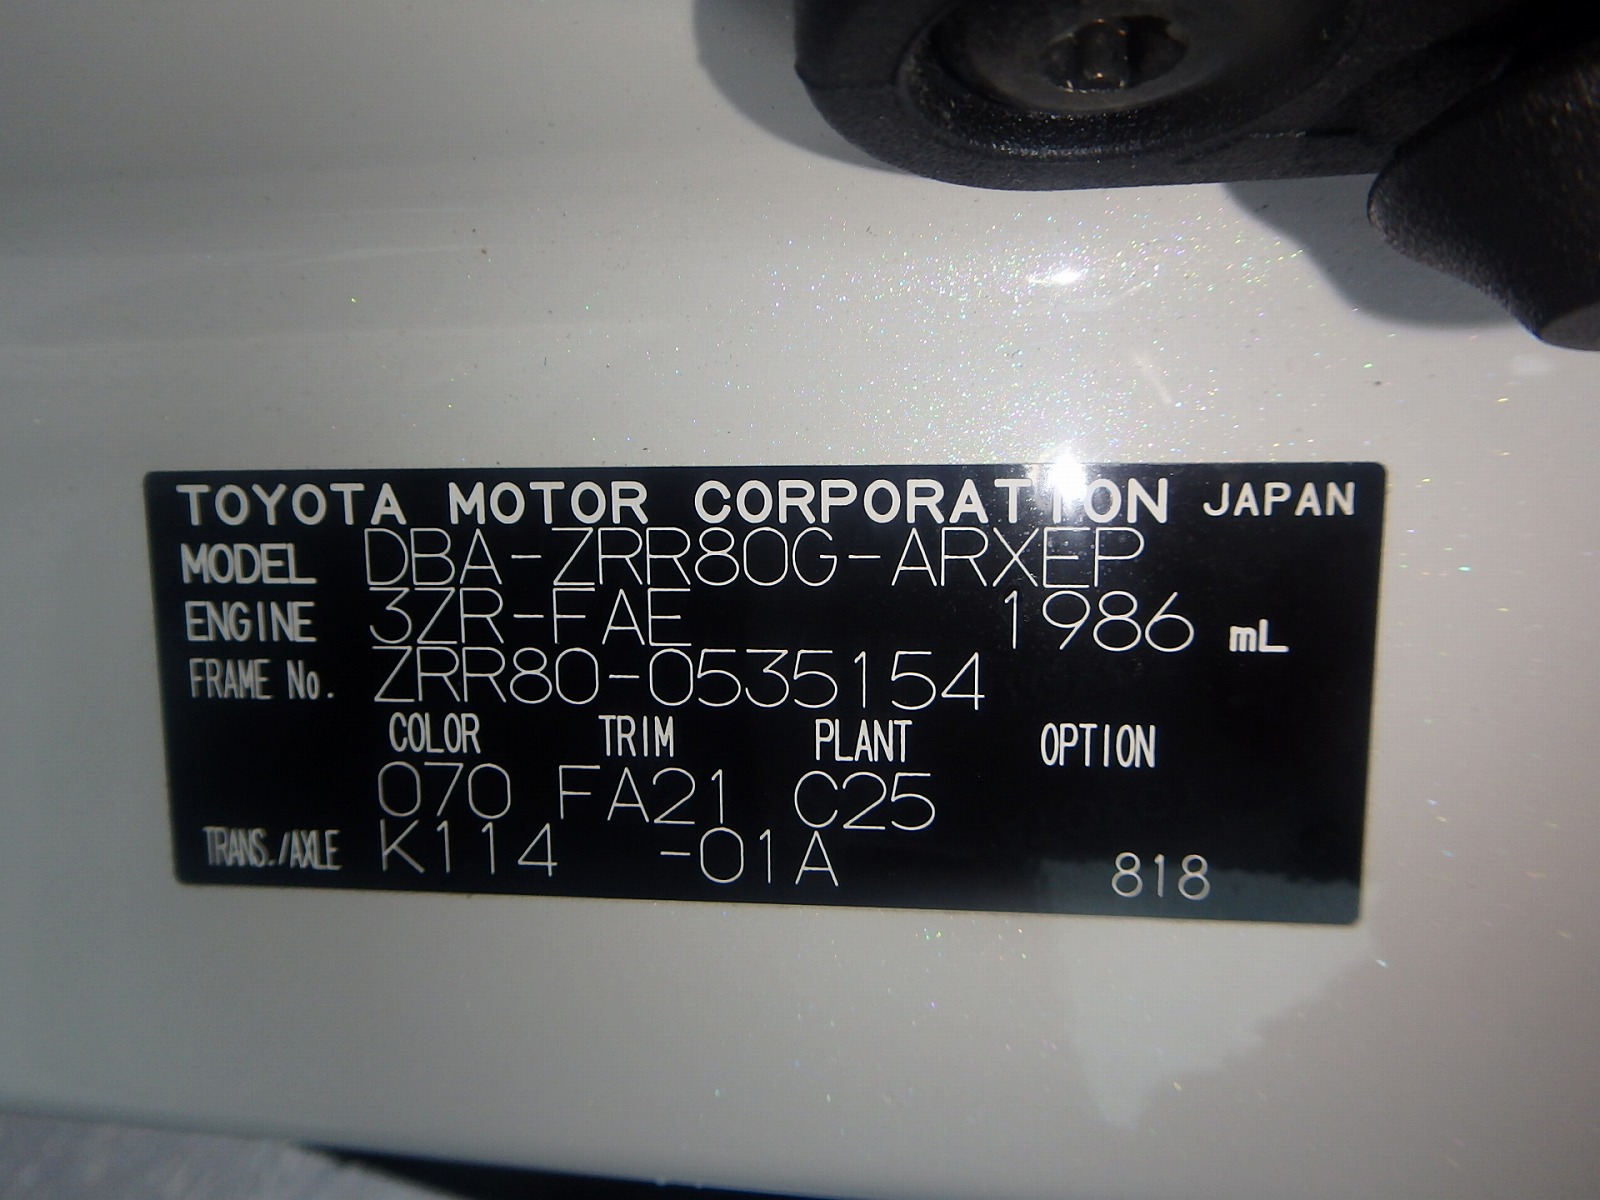 TOYOTA MOTOR CORPORATION JAPAN
MODEL DBA-ZRR80G-ARXEP
ENGINE 3ZR-FAE 1986 mL
FRAME No. ZRR80-0535154
COLOR TRIM PLANT OPTION
070 FA21 C25
TRANS./AXLE K114 -01A 818